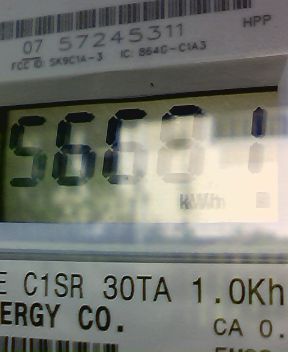 HPP
07 57245311
FCC ID: SK9C1A-3 IC: 864G-C1A3
56681
kWh
C1SR 30TA 1.0Kh
ERGY CO.
CA 0.